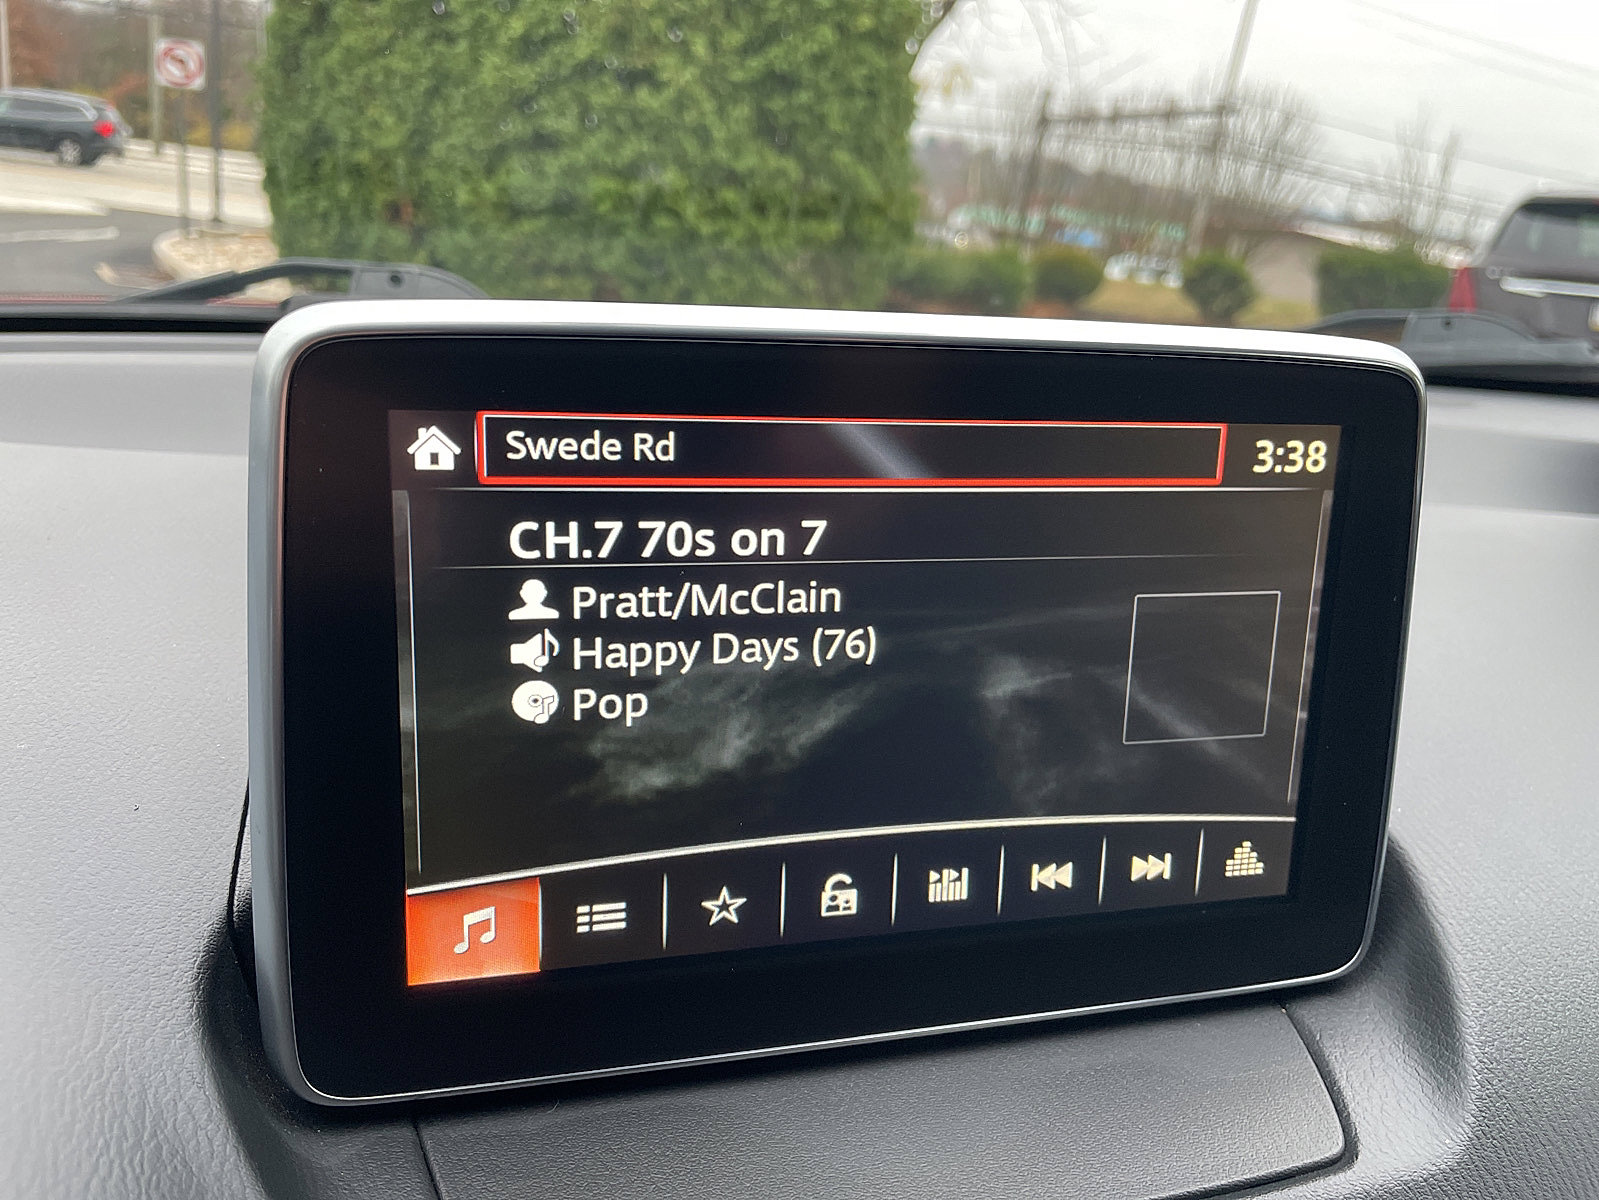 Swede Rd
3:38
CH.7 70s on 7
Pratt/McClain
Happy Days (76)
Pop